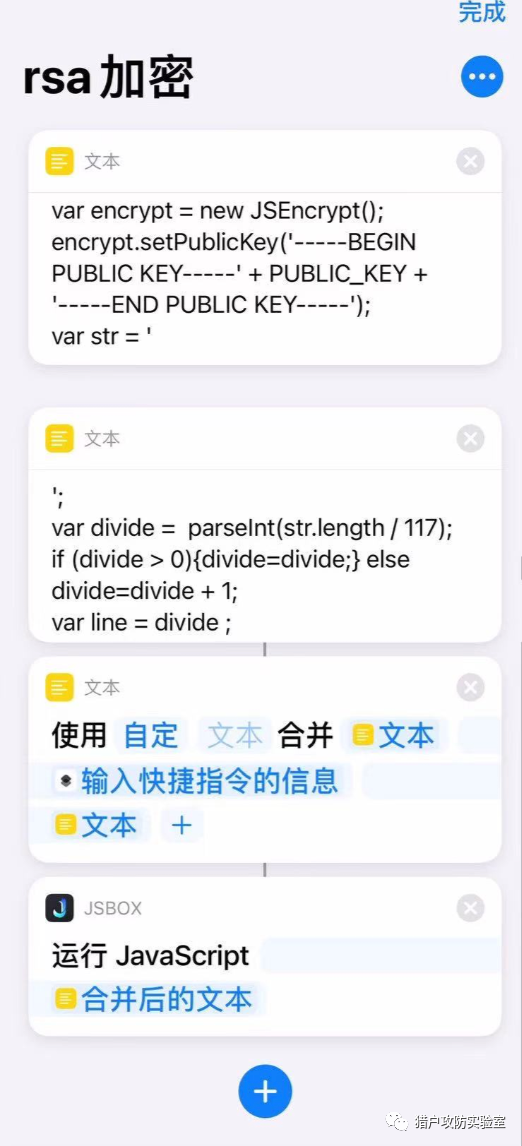 完成
rsa加密
文本
var encrypt = new JSEncrypt();
encrypt.setPublicKey('-----BEGIN
PUBLIC KEY-----' + PUBLIC_KEY +
'-----END PUBLIC KEY-----');
var str = '
文本
';
var divide =  parseInt(str.length / 117);
if (divide > 0){divide=divide;} else
divide=divide + 1;
var line = divide ;
文本
使用 自定 文本 合并 文本
输入快捷指令的信息
文本 +
JSBOX
运行 JavaScript
合并后的文本
猎户攻防实验室